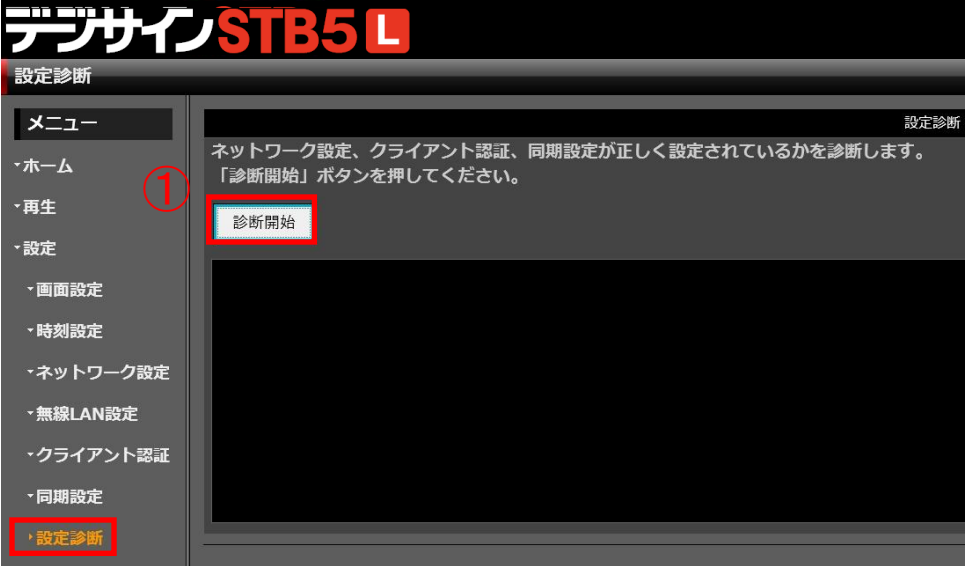 デジサインSTB5 L
設定診断
メニュー
ホーム
再生
設定
画面設定
時刻設定
ネットワーク設定
無線LAN設定
クライアント認証
同期設定
設定診断
設定診断
ネットワーク設定、クライアント認証、同期設定が正しく設定されているかを診断します。
「診断開始」ボタンを押してください。
①
診断開始